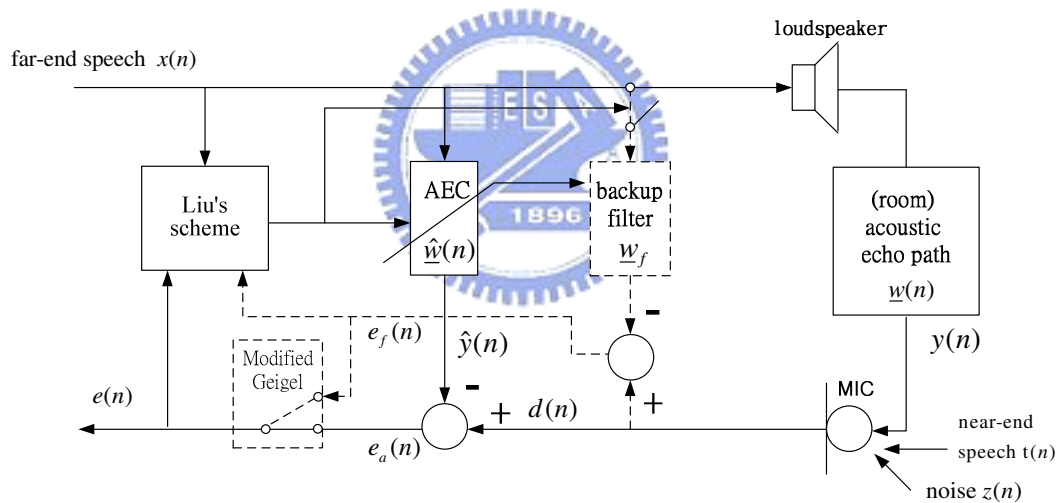 loudspeaker
far-end speech x(n)
E S A
1896
Liu's
scheme
AEC
ŵ(n)
backup
filter
w_f
(room)
acoustic
echo path
w(n)
y(n)
e_f(n)
ŷ(n)
-
-
+
+
Modified
Geigel
e(n)
e_a(n)
d(n)
MIC
near-end
speech t(n)
noise z(n)